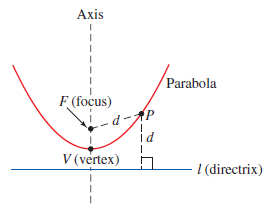 Axis
Parabola
F (focus)
d
P
d
V (vertex)
l (directrix)